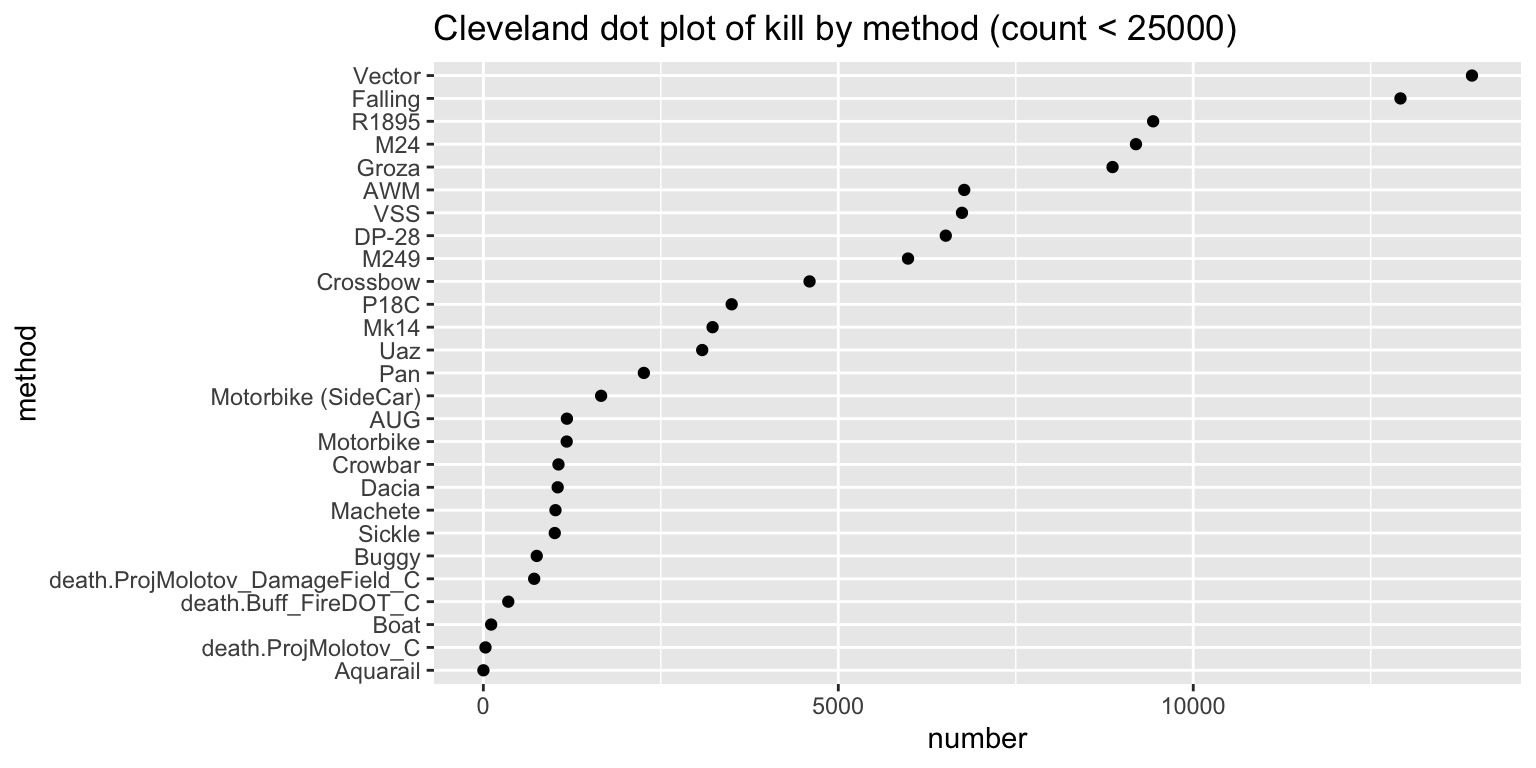 Cleveland dot plot of kill by method (count < 25000)
Vector
Falling
R1895
M24
Groza
AWM
VSS
DP-28
M249
Crossbow
P18C
Mk14
Uaz
Pan
Motorbike (SideCar)
AUG
Motorbike
Crowbar
Dacia
Machete
Sickle
Buggy
death.ProjMolotov_DamageField_C
death.Buff_FireDOT_C
Boat
death.ProjMolotov_C
Aquarail
method
0 5000 10000
number